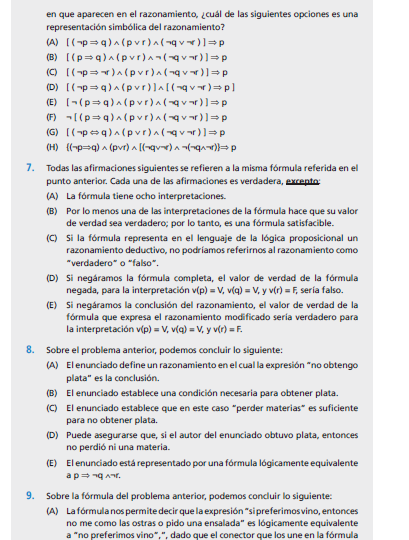 en que aparecen en el razonamiento, ¿cuál de las siguientes opciones es una
representación simbólica del razonamiento?
(A) [ ( ¬p ⇒ q ) ∧ ( p ∨ r ) ∧ ( ¬q ∨ ¬r ) ] ⇒ p
(B) [ ( p ⇒ q ) ∧ ( p ∨ r ) ∧ ¬ ( ¬q ∨ ¬r ) ] ⇒ p
(C) [ ( ¬p ⇒ ¬r ) ∧ ( p ∨ r ) ∧ ( ¬q ∨ ¬r ) ] ⇒ p
(D) [ ( ¬p ⇒ q ) ∧ ( p ∨ r ) ] ∧ [ ( ¬q ∨ ¬r ) ⇒ p ]
(E) [ ¬ ( p ⇒ q ) ∧ ( p ∨ r ) ∧ ( ¬q ∨ ¬r ) ] ⇒ p
(F) ¬ [ ( p ⇒ q ) ∧ ( p ∨ r ) ∧ ( ¬q ∨ ¬r ) ] ⇒ p
(G) [ ( ¬p ⇔ q ) ∧ ( p ∨ r ) ∧ ( ¬q ∨ ¬r ) ] ⇒ p
(H) {(¬p⇒q) ∧ (p∨r) ∧ [(¬q∨¬r) ∧ ¬(¬q∧¬r)}⇒ p
7. Todas las afirmaciones siguientes se refieren a la misma fórmula referida en el
punto anterior. Cada una de las afirmaciones es verdadera, excepto:
(A) La fórmula tiene ocho interpretaciones.
(B) Por lo menos una de las interpretaciones de la fórmula hace que su valor
de verdad sea verdadero; por lo tanto, es una fórmula satisfacible.
(C) Si la fórmula representa en el lenguaje de la lógica proposicional un
razonamiento deductivo, no podríamos referirnos al razonamiento como
"verdadero" o "falso".
(D) Si negáramos la fórmula completa, el valor de verdad de la fórmula
negada, para la interpretación v(p) = V, v(q) = V, y v(r) = F, sería falso.
(E) Si negáramos la conclusión del razonamiento, el valor de verdad de la
fórmula que expresa el razonamiento modificado sería verdadero para
la interpretación v(p) = V, v(q) = V, y v(r) = F.
8. Sobre el problema anterior, podemos concluir lo siguiente:
(A) El enunciado define un razonamiento en el cual la expresión "no obtengo
plata" es la conclusión.
(B) El enunciado establece una condición necesaria para obtener plata.
(C) El enunciado establece que en este caso "perder materias" es suficiente
para no obtener plata.
(D) Puede asegurarse que, si el autor del enunciado obtuvo plata, entonces
no perdió ni una materia.
(E) El enunciado está representado por una fórmula lógicamente equivalente
a p ⇒ ¬q ∧¬r.
9. Sobre la fórmula del problema anterior, podemos concluir lo siguiente:
(A) La fórmula nos permite decir que la expresión "si preferimos vino, entonces
no me como las ostras o pido una ensalada" es lógicamente equivalente
a "no preferimos vino",", dado que el conector que los une en la fórmula